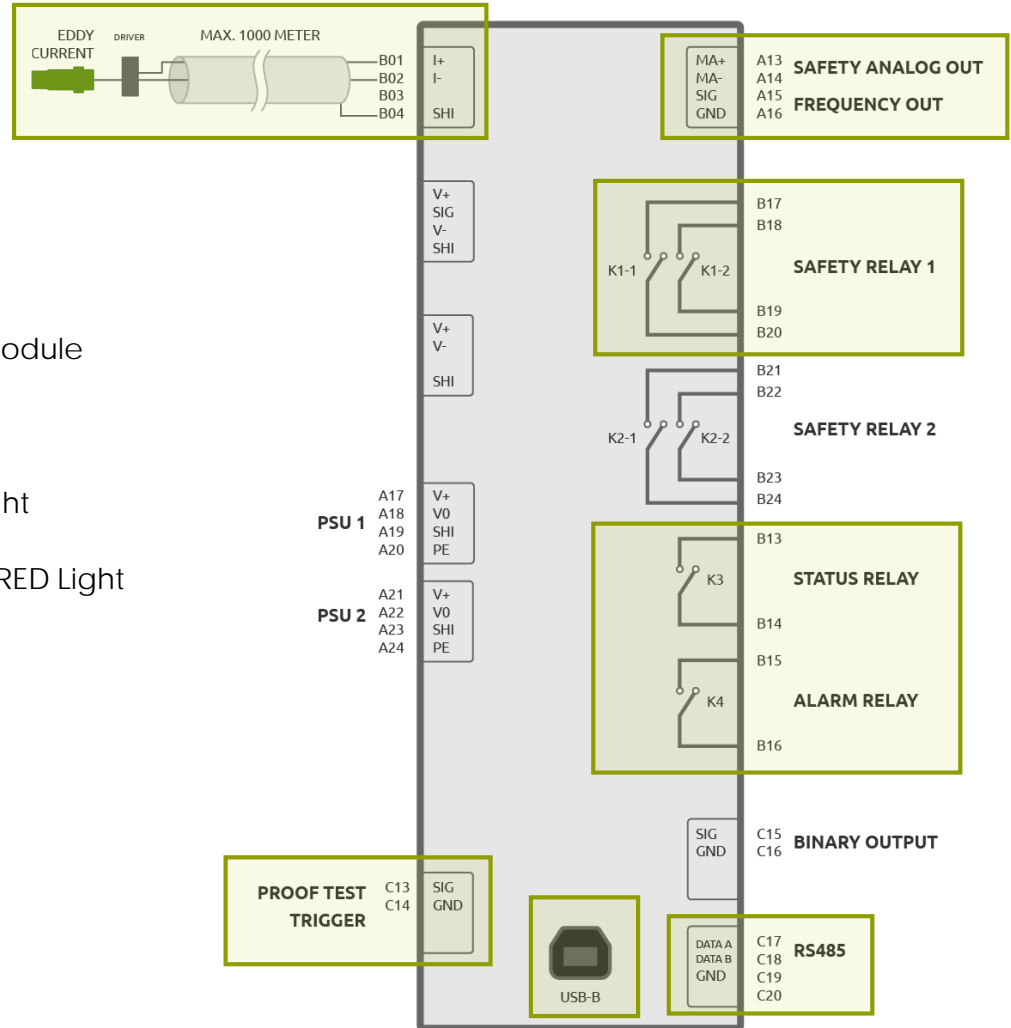 EDDY CURRENT
DRIVER
MAX. 1000 METER
B01 I+
B02 I-
B03
B04 SHI
MA+ A13 SAFETY ANALOG OUT
MA- A14
SIG A15 FREQUENCY OUT
GND A16
V+
SIG
V-
SHI
B17
B18
K1-1 K1-2 SAFETY RELAY 1
B19
B20
odule
V+
V-
SHI
B21
B22
K2-1 K2-2 SAFETY RELAY 2
B23
B24
ht
RED Light
PSU 1
A17 V+
A18 V0
A19 SHI
A20 PE
B13
K3 STATUS RELAY
B14
PSU 2
A21 V+
A22 V0
A23 SHI
A24 PE
B15
K4 ALARM RELAY
B16
SIG C15 BINARY OUTPUT
GND C16
PROOF TEST TRIGGER
C13 SIG
C14 GND
USB-B
DATA A C17 RS485
DATA B C18
GND C19
C20